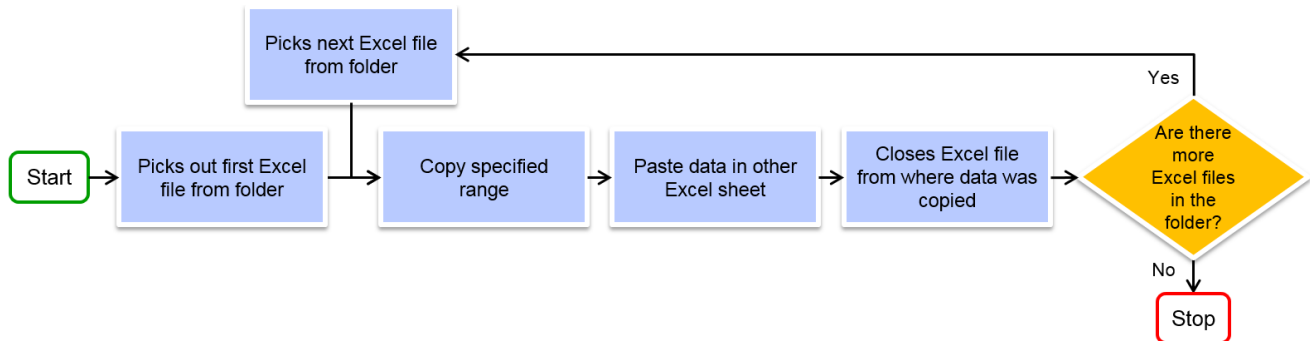 Picks next Excel file
from folder
Yes
Start
Picks out first Excel
file from folder
Copy specified
range
Paste data in other
Excel sheet
Closes Excel file
from where data was
copied
Are there
more
Excel files
in the
folder?
No
Stop